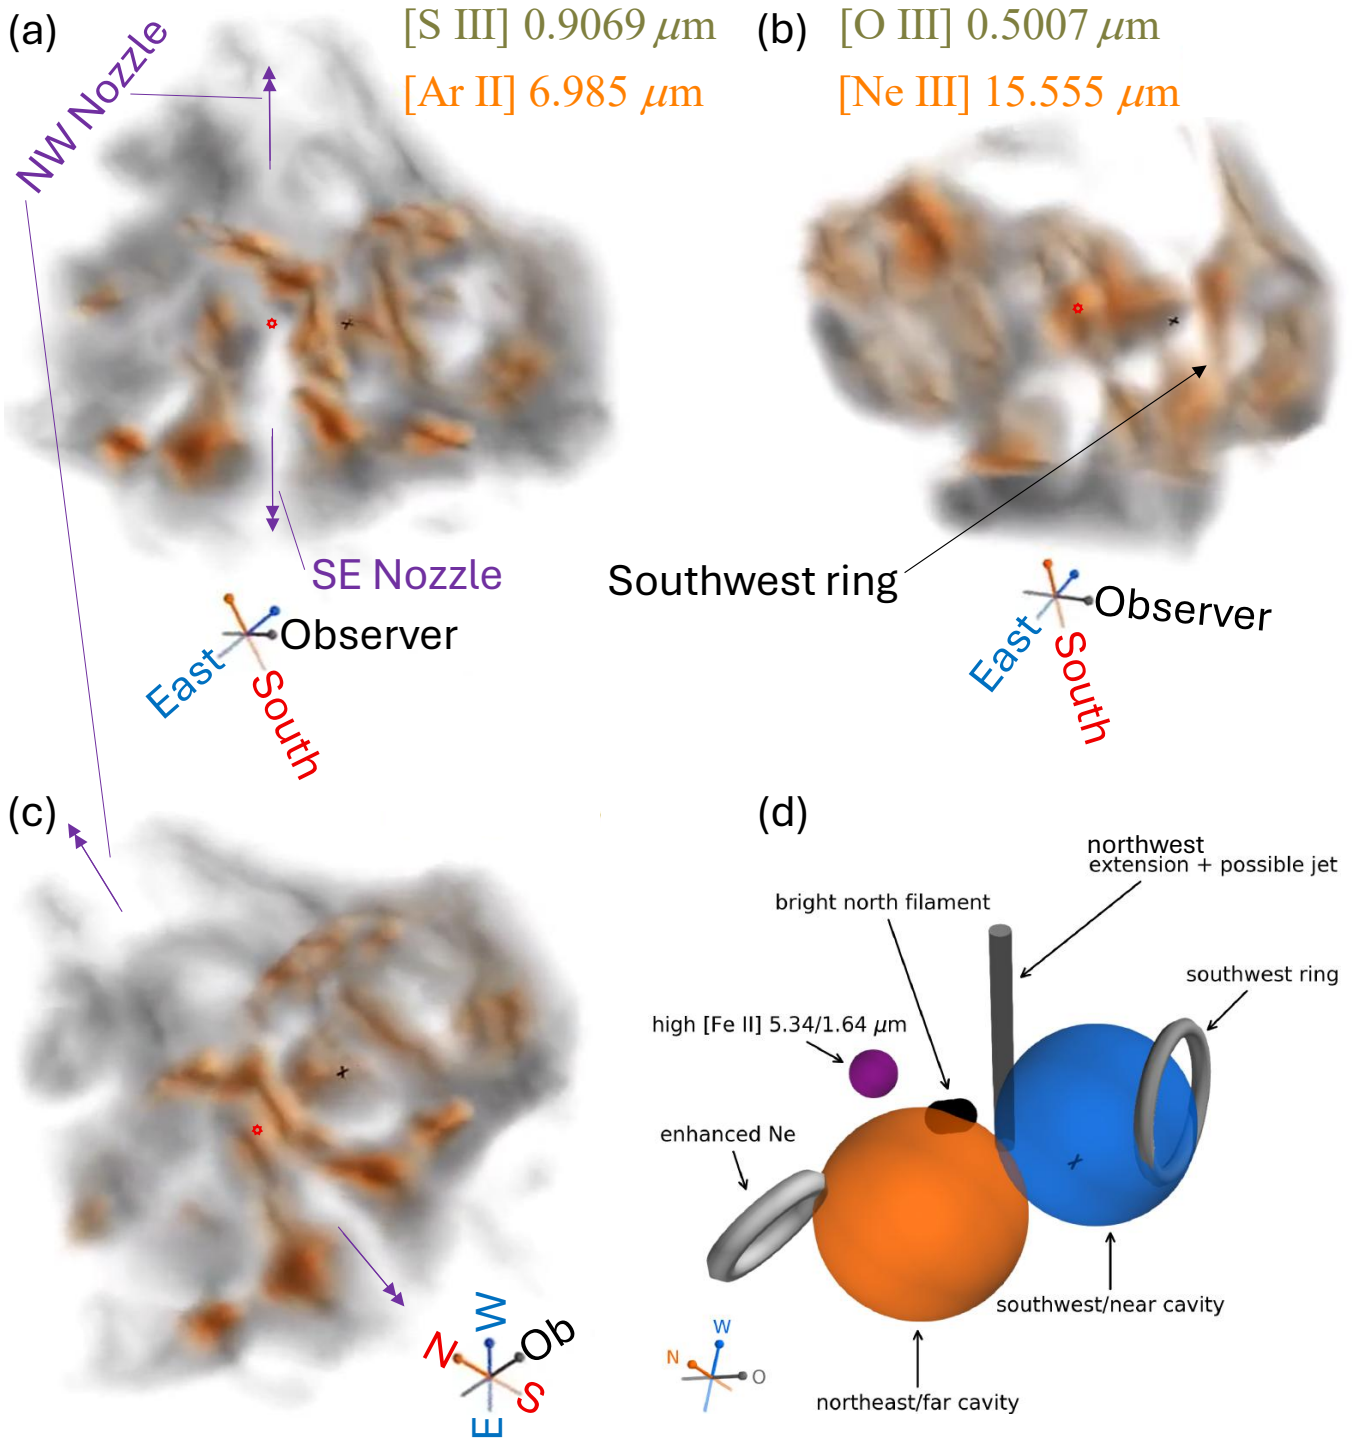 (a)
[S III] 0.9069 μm
[Ar II] 6.985 μm
NW Nozzle
SE Nozzle
Observer
East
South
(b)
[O III] 0.5007 μm
[Ne III] 15.555 μm
Southwest ring
Observer
East
South
(c)
W
N
Ob
S
E
(d)
northwest
extension + possible jet
bright north filament
southwest ring
high [Fe II] 5.34/1.64 μm
enhanced Ne
southwest/near cavity
W
N
O
northeast/far cavity